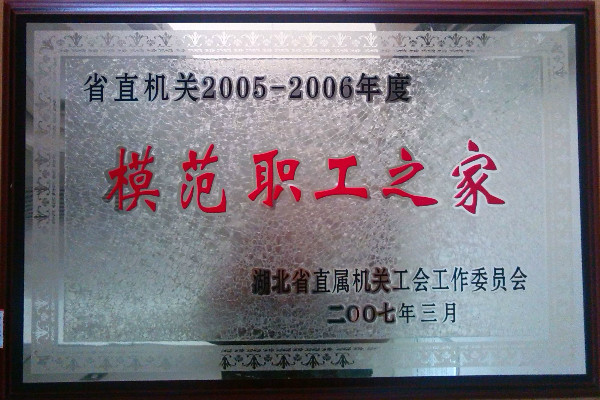 省直机关2005-2006年度
模范职工之家
湖北省直属机关工会工作委员会
二〇〇七年三月